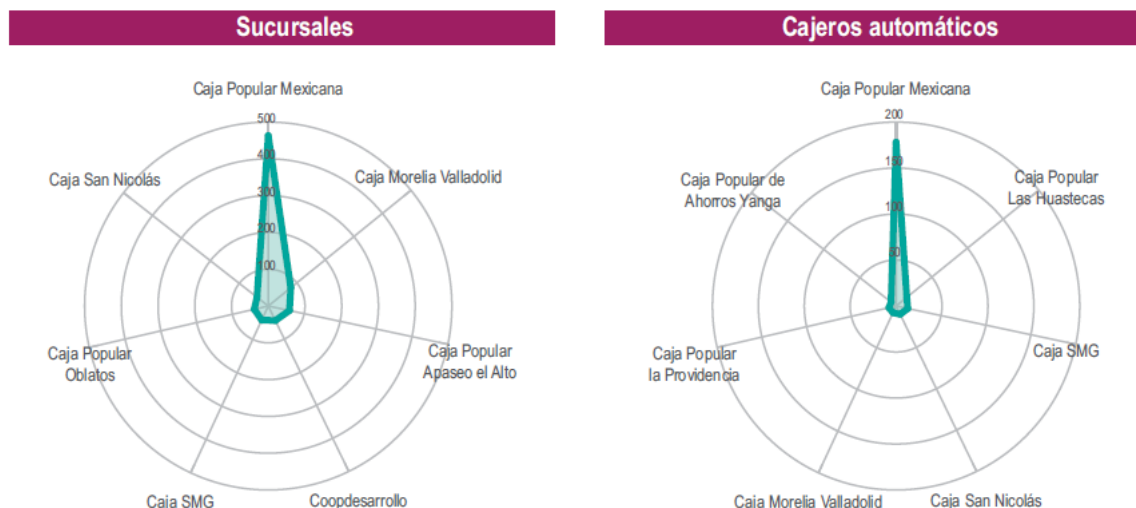 Sucursales
Caja Popular Mexicana
500
400
300
200
100
Caja San Nicolás
Caja Morelia Valladolid
Caja Popular
Oblatos
Caja Popular
Apaseo el Alto
Caja SMG
Coopdesarrollo
Cajeros automáticos
Caja Popular Mexicana
200
150
100
50
Caja Popular de
Ahorros Yanga
Caja Popular
Las Huastecas
Caja Popular
la Providencia
Caja SMG
Caja Morelia Valladolid
Caja San Nicolás